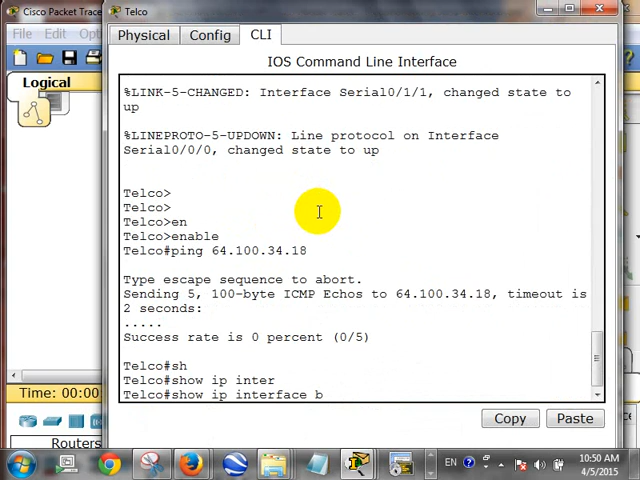 Cisco Packet Trace
Telco
File
Edit
Optio
Physical
Config
CLI
Logical
IOS Command Line Interface
%LINK-5-CHANGED: Interface Serial0/1/1, changed state to
up
%LINEPROTO-5-UPDOWN: Line protocol on Interface
Serial0/0/0, changed state to up
Telco>
Telco>
Telco>en
Telco>enable
Telco#ping 64.100.34.18
Type escape sequence to abort.
Sending 5, 100-byte ICMP Echos to 64.100.34.18, timeout is
2 seconds:
.....
Success rate is 0 percent (0/5)
Telco#sh
Telco#show ip inter
Telco#show ip interface b
Time: 00:00
Copy
Paste
Routers
EN
10:50 AM
4/5/2015